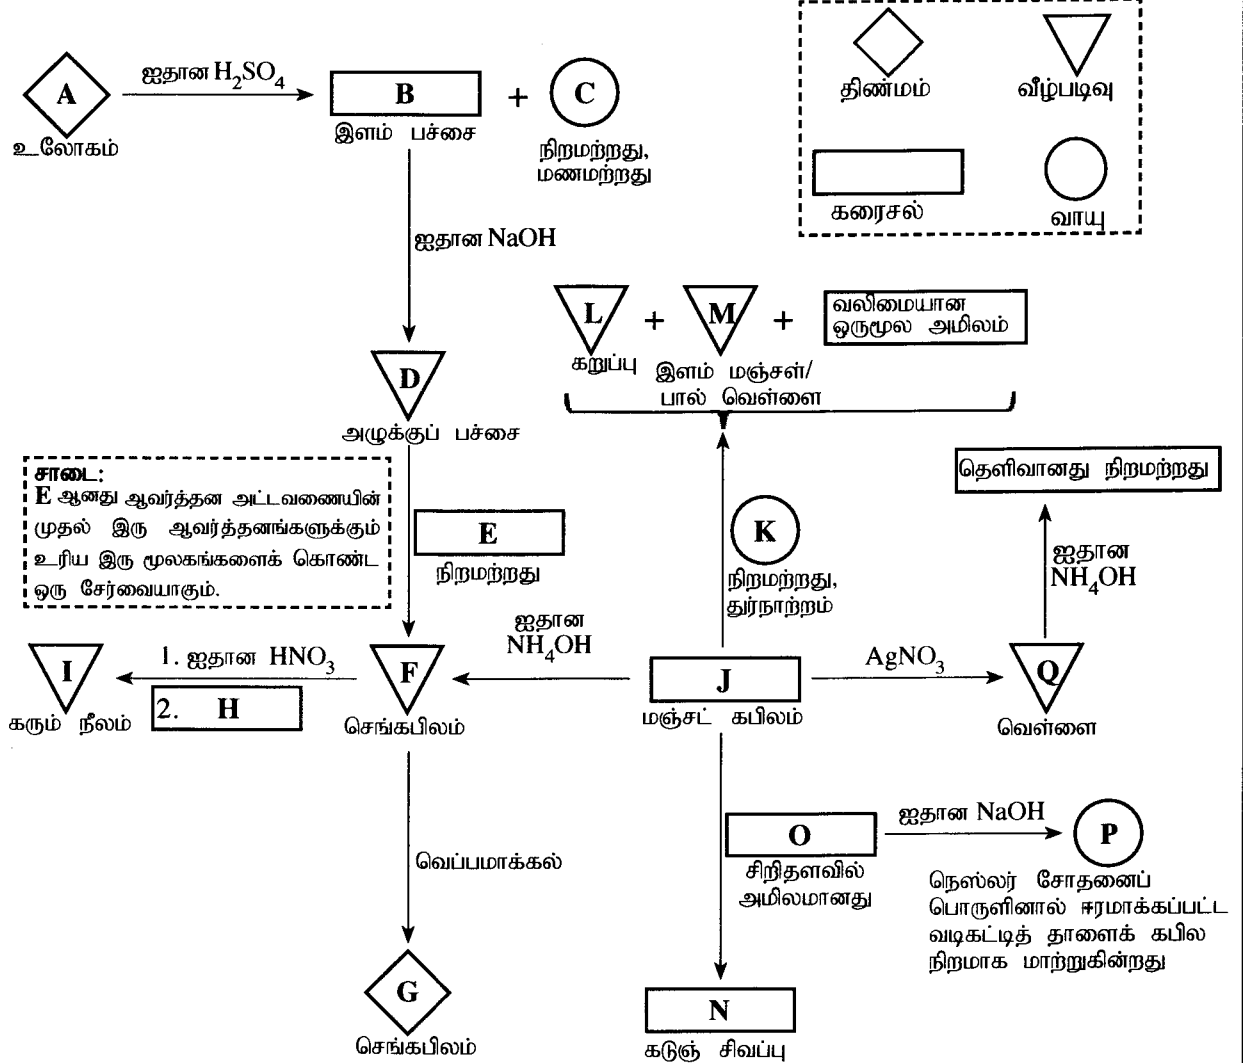 A
உலோகம்
ஐதான H₂SO₄
B
இளம் பச்சை
+
C
நிறமற்றது,
மணமற்றது
திண்மம்
வீழ்படிவு
கரைசல்
வாயு
ஐதான NaOH
L
கறுப்பு
+
M
இளம் மஞ்சள்/
பால் வெள்ளை
+
வலிமையான
ஒருமூல அமிலம்
D
அழுக்குப் பச்சை
சாடை:
E ஆனது ஆவர்த்தன அட்டவணையின்
முதல் இரு ஆவர்த்தனங்களுக்கும்
உரிய இரு மூலகங்களைக் கொண்ட
ஒரு சேர்வையாகும்.
E
நிறமற்றது
K
நிறமற்றது,
துர்நாற்றம்
தெளிவானது நிறமற்றது
ஐதான
NH₄OH
I
கரும் நீலம்
1. ஐதான HNO₃
2. H
F
செங்கபிலம்
ஐதான
NH₄OH
J
மஞ்சட் கபிலம்
AgNO₃
Q
வெள்ளை
வெப்பமாக்கல்
G
செங்கபிலம்
O
சிறிதளவில்
அமிலமானது
ஐதான NaOH
P
நெஸ்லர் சோதனைப்
பொருளினால் ஈரமாக்கப்பட்ட
வடிகட்டித் தாளைக் கபில
நிறமாக மாற்றுகின்றது
N
கடுஞ் சிவப்பு